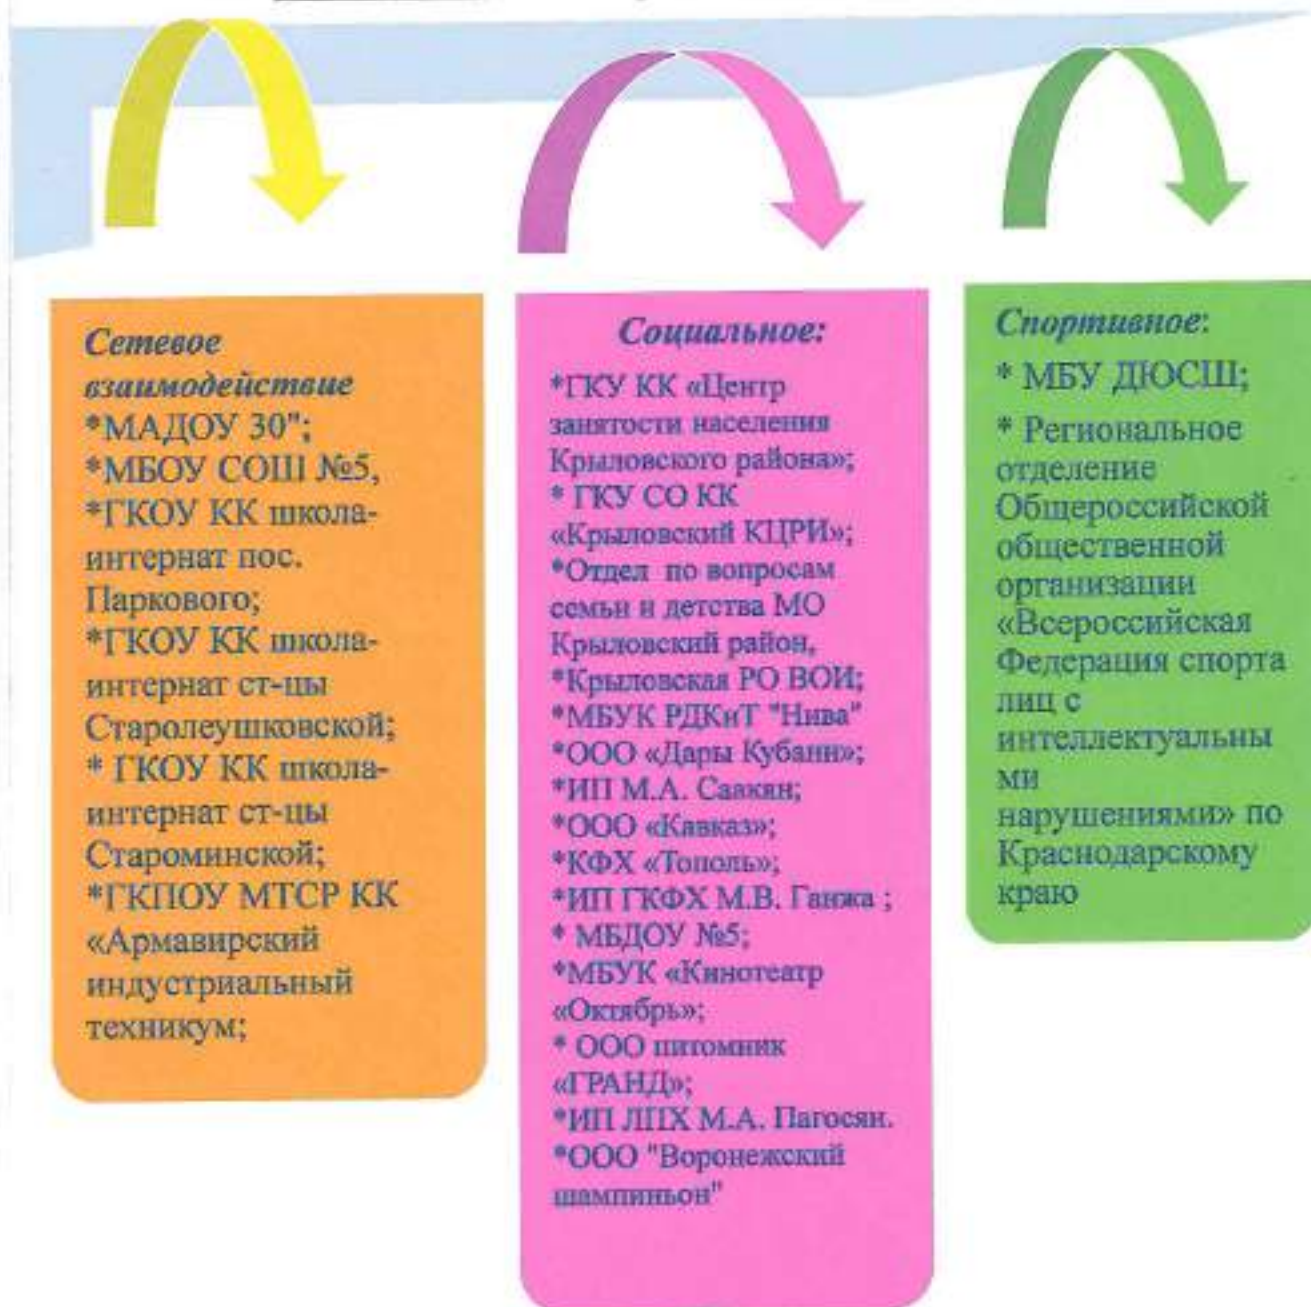 Сетевое
взаимодействие
*МАДОУ 30";
*МБОУ СОШ №5,
*ГКОУ КК школа-
интернат пос.
Паркового;
*ГКОУ КК школа-
интернат ст-цы
Старолеушковской;
* ГКОУ КК школа-
интернат ст-цы
Староминской;
*ГКПОУ МТСР КК
«Армавирский
индустриальный
техникум;
Социальное:
*ГКУ КК «Центр
занятости населения
Крыловского района»;
* ГКУ СО КК
«Крыловский КЦРИ»;
*Отдел по вопросам
семьи и детства МО
Крыловский район,
*Крыловская РО ВОИ;
*МБУК РДКиТ "Нива"
*ООО «Дары Кубани»;
*ИП М.А. Саакян;
*ООО «Кавказ»;
*КФХ «Тополь»;
*ИП ГКФХ М.В. Ганжа ;
* МБДОУ №5;
*МБУК «Кинотеатр
«Октябрь»;
* ООО питомник
«ГРАНД»;
*ИП ЛПХ М.А. Пагосян.
*ООО "Воронежский
шампиньон"
Спортивное:
* МБУ ДЮСШ;
* Региональное
отделение
Общероссийской
общественной
организации
«Всероссийская
Федерация спорта
лиц с
интеллектуальны
ми
нарушениями» по
Краснодарскому
краю